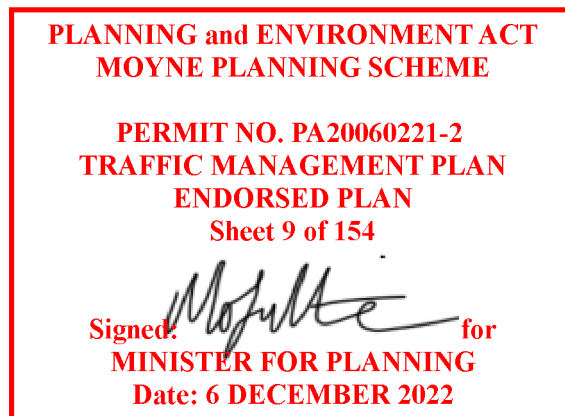 PLANNING and ENVIRONMENT ACT
MOYNE PLANNING SCHEME
PERMIT NO. PA20060221-2
TRAFFIC MANAGEMENT PLAN
ENDORSED PLAN
Sheet 9 of 154
Signed: for
MINISTER FOR PLANNING
Date: 6 DECEMBER 2022